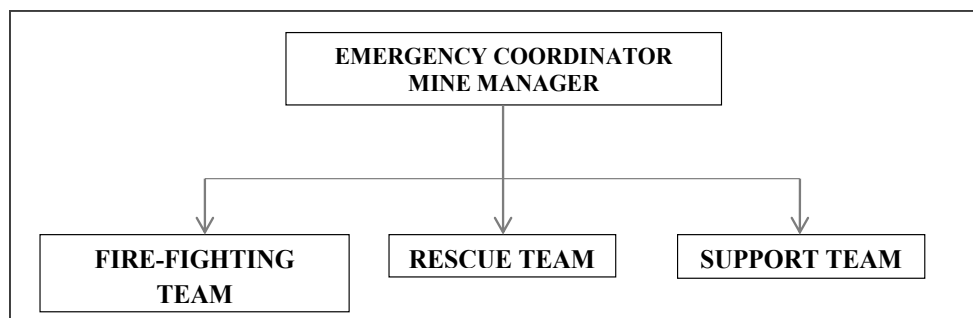 EMERGENCY COORDINATOR
MINE MANAGER
FIRE-FIGHTING
TEAM
RESCUE TEAM
SUPPORT TEAM